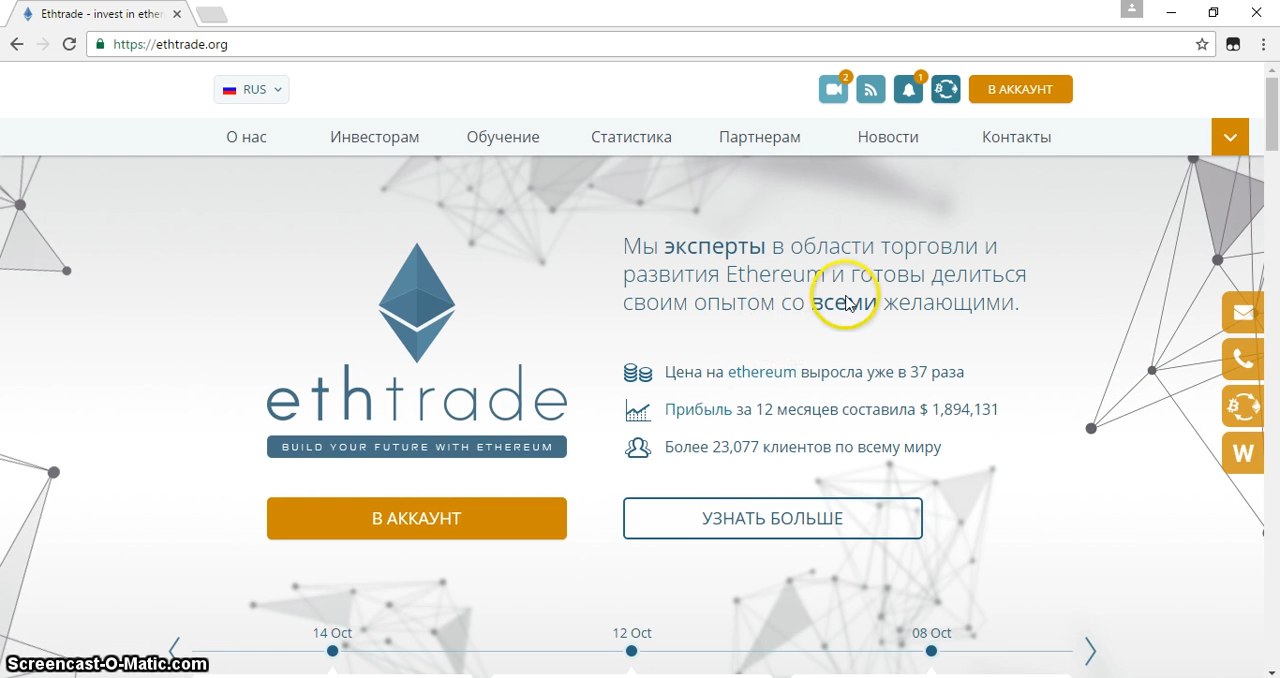 Ethtrade - invest in ether
https://ethtrade.org
RUS
2
1
В АККАУНТ
О нас
Инвесторам
Обучение
Статистика
Партнерам
Новости
Контакты
Мы эксперты в области торговли и
развития Ethereum и готовы делиться
своим опытом со всеми желающими.
ethtrade
BUILD YOUR FUTURE WITH ETHEREUM
Цена на ethereum выросла уже в 37 раза
Прибыль за 12 месяцев составила $ 1,894,131
Более 23,077 клиентов по всему миру
В АККАУНТ
УЗНАТЬ БОЛЬШЕ
W
14 Oct
12 Oct
08 Oct
Screencast-O-Matic.com